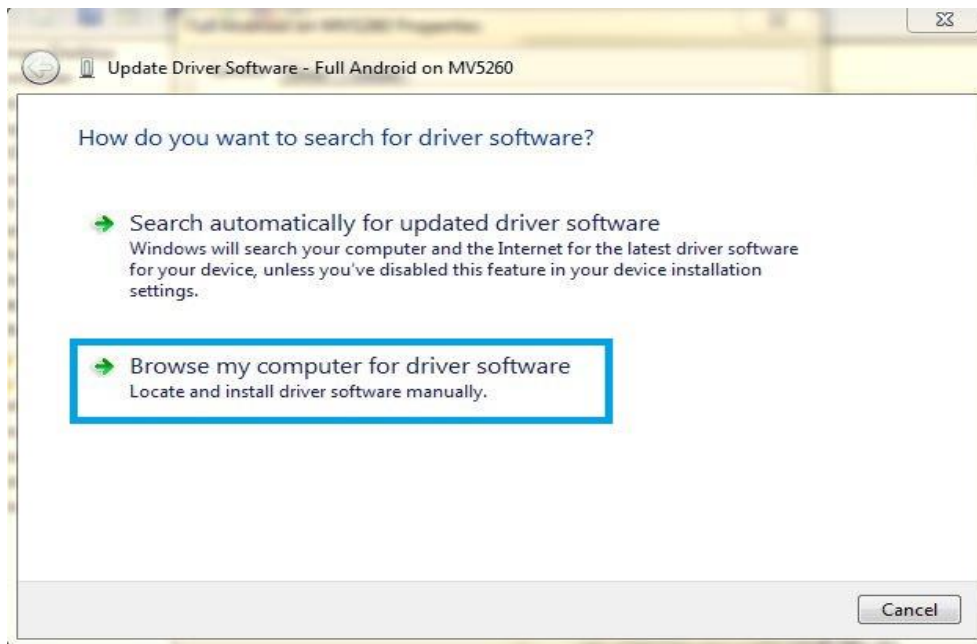 Update Driver Software - Full Android on MV5260
How do you want to search for driver software?
Search automatically for updated driver software
Windows will search your computer and the Internet for the latest driver software
for your device, unless you've disabled this feature in your device installation
settings.
Browse my computer for driver software
Locate and install driver software manually.
Cancel